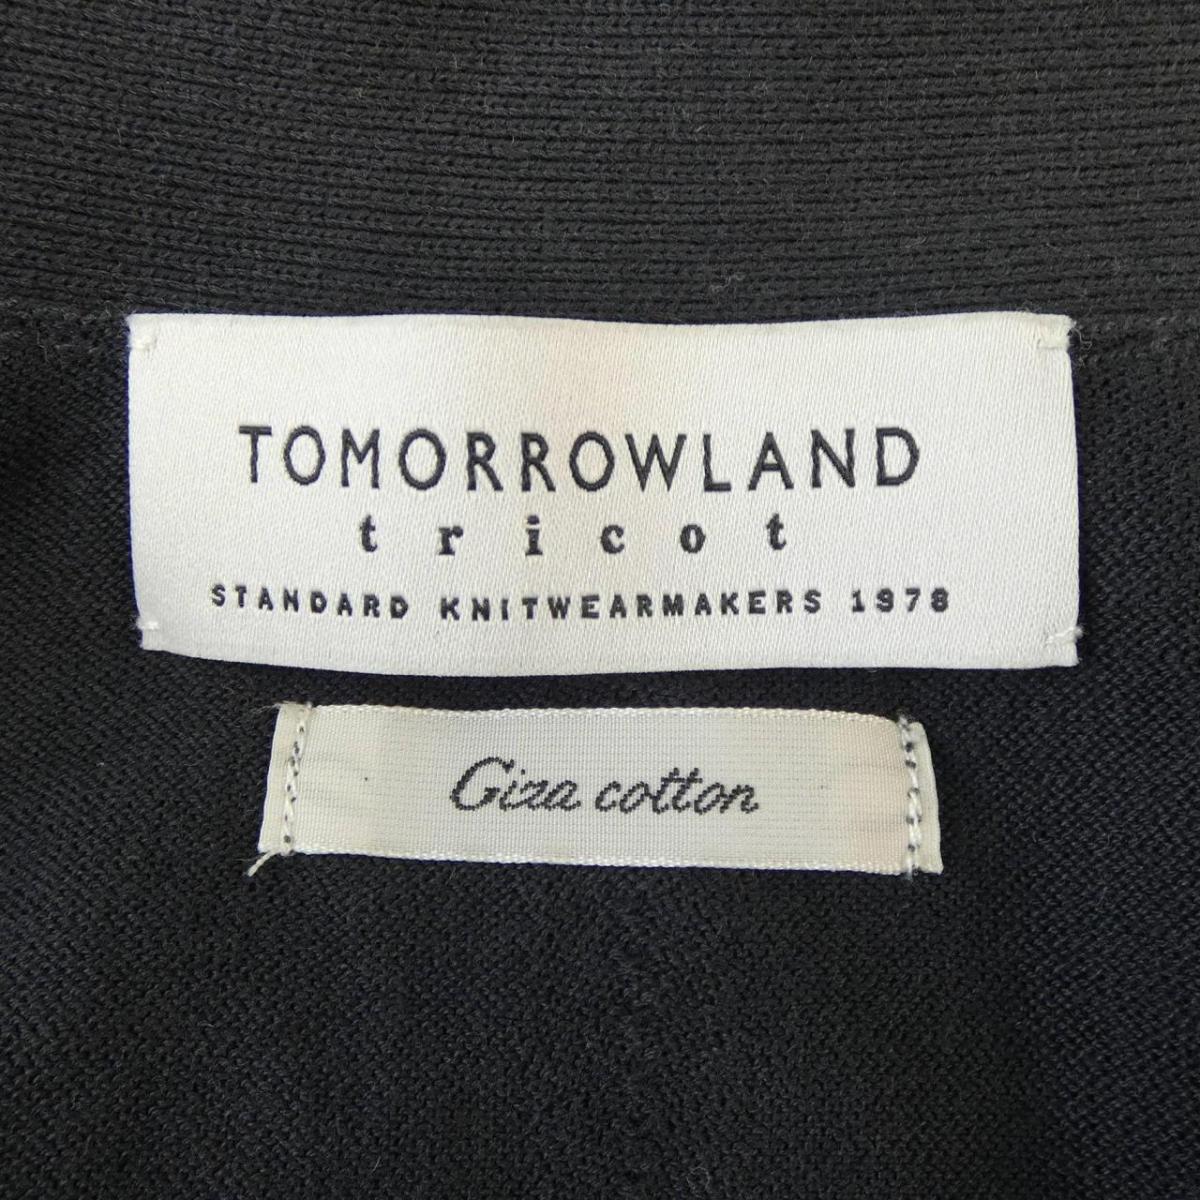 TOMORROWLAND
tricot
STANDARD KNITWEARMAKERS 1978
Giza cotton